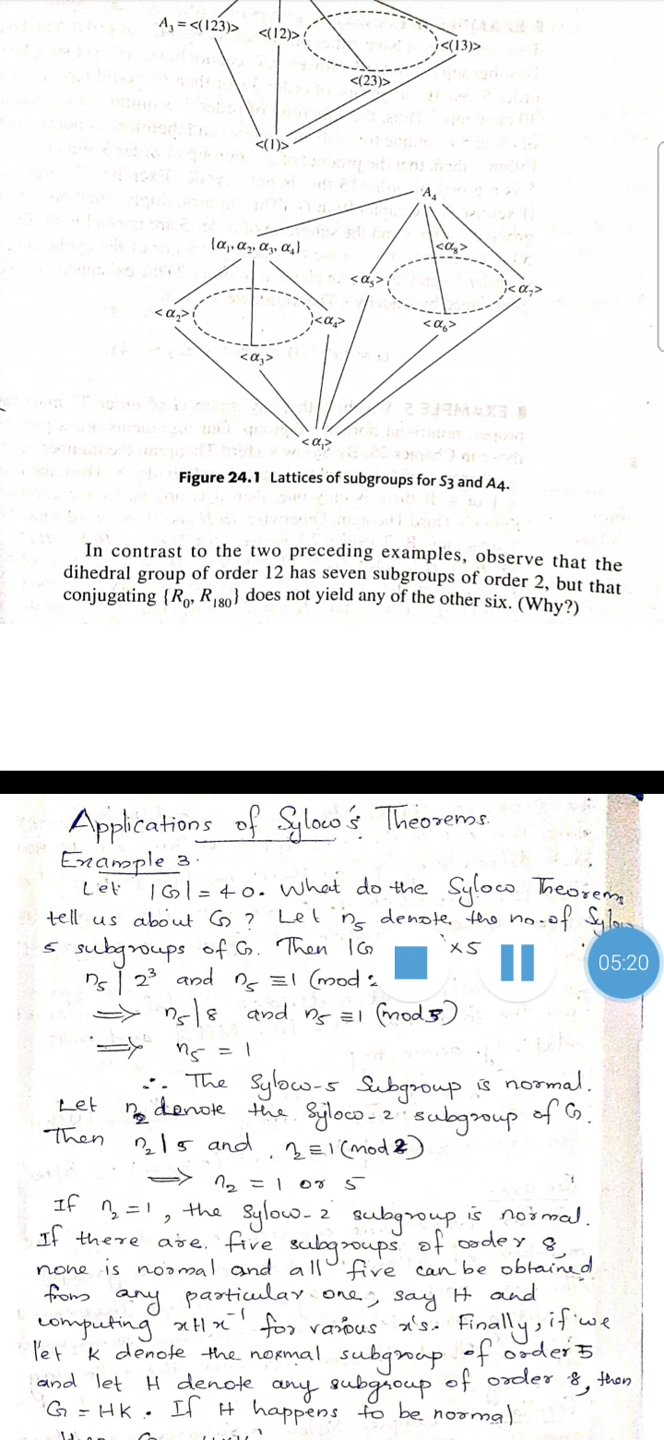 A₃ = <(123)> <(12)> <(13)>
<(23)>
<(1)>
A₄
{α₁, α₂, α₃, α₄} <α₈>
<α₅> <α₇>
<α₂> <α₄> <α₆>
<α₃>
<α₁>
Figure 24.1 Lattices of subgroups for S3 and A4.
In contrast to the two preceding examples, observe that the
dihedral group of order 12 has seven subgroups of order 2, but that
conjugating {R₀, R₁₈₀} does not yield any of the other six. (Why?)
Applications of Sylow's Theorems.
Example 3.
Let |G| = 40. What do the Syloco Theorems
tell us about G? Let n₅ denote the no. of Sylow
5 subgroups of G. Then |G ×5
n₅ | 2³ and n₅ ≡ 1 (mod
⇒ n₅ | 8 and n₅ ≡ 1 (mod 5)
⇒ n₅ = 1
∴ The Sylow-5 Subgroup is normal.
Let n₂ denote the Syloco-2 subgroup of G.
Then n₂ | 5 and n₂ ≡ 1 (mod 2)
⇒ n₂ = 1 or 5
If n₂ = 1, the Sylow-2 subgroup is normal.
If there are five subgroups of order 8,
none is normal and all five can be obtained
from any particular one, say H and
computing xHx⁻¹ for various x's. Finally, if we
let K denote the normal subgroup of order 5
and let H denote any subgroup of order 8, then
G = HK. If H happens to be normal
05:20